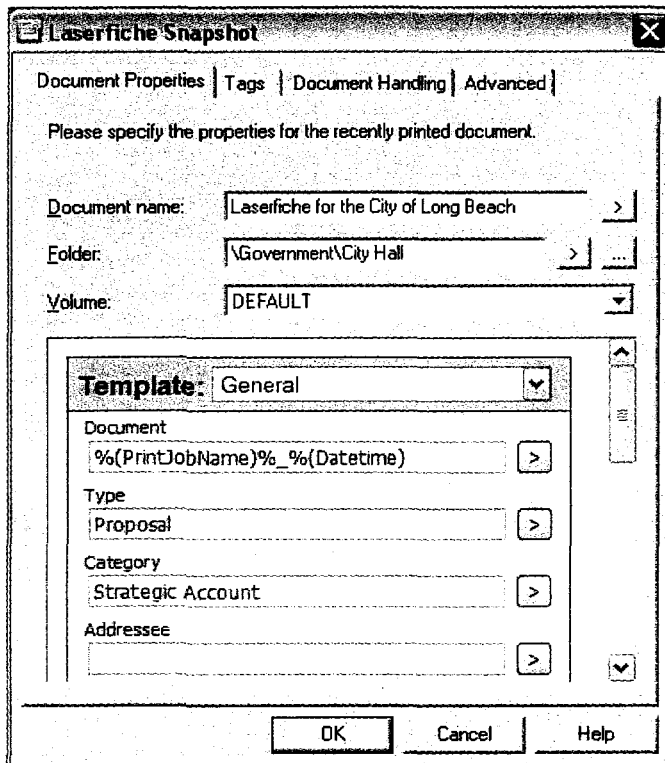 Laserfiche Snapshot
Document Properties Tags Document Handling Advanced
Please specify the properties for the recently printed document.
Document name: Laserfiche for the City of Long Beach >
Folder: \Government\City Hall > ...
Volume: DEFAULT
Template: General
Document
%(PrintJobName)%_%(Datetime) >
Type
Proposal >
Category
Strategic Account >
Addressee
>
OK Cancel Help